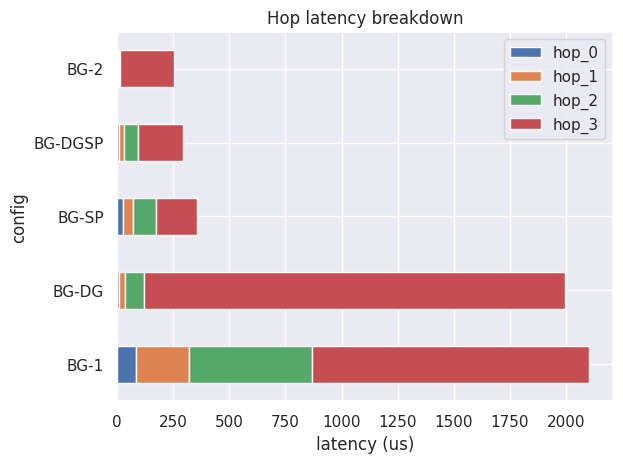 Hop latency breakdown
hop_0
hop_1
hop_2
hop_3
BG-2
BG-DGSP
BG-SP
BG-DG
BG-1
config
0 250 500 750 1000 1250 1500 1750 2000
latency (us)